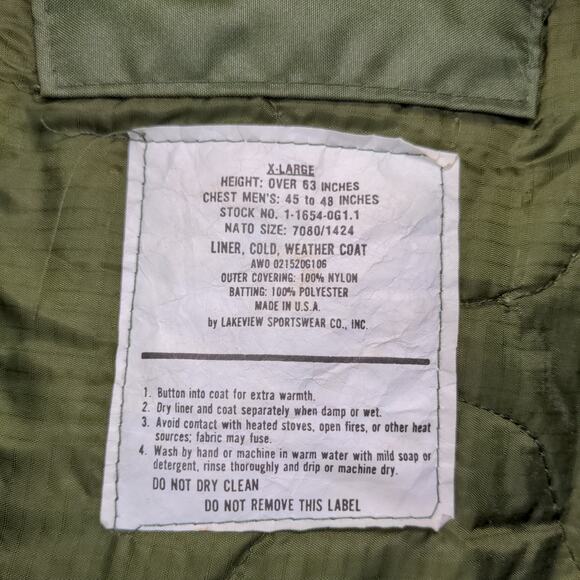 X-LARGE
HEIGHT: OVER 63 INCHES
CHEST MEN'S: 45 to 48 INCHES
STOCK NO. 1-1654-0G1.1
NATO SIZE: 7080/1424
LINER, COLD, WEATHER COAT
AWO 021520G106
OUTER COVERING: 100% NYLON
BATTING: 100% POLYESTER
MADE IN U.S.A.
by LAKEVIEW SPORTSWEAR CO., INC.
1. Button into coat for extra warmth.
2. Dry liner and coat separately when damp or wet.
3. Avoid contact with heated stoves, open fires, or other heat
sources; fabric may fuse.
4. Wash by hand or machine in warm water with mild soap or
detergent, rinse thoroughly and drip or machine dry.
DO NOT DRY CLEAN
DO NOT REMOVE THIS LABEL